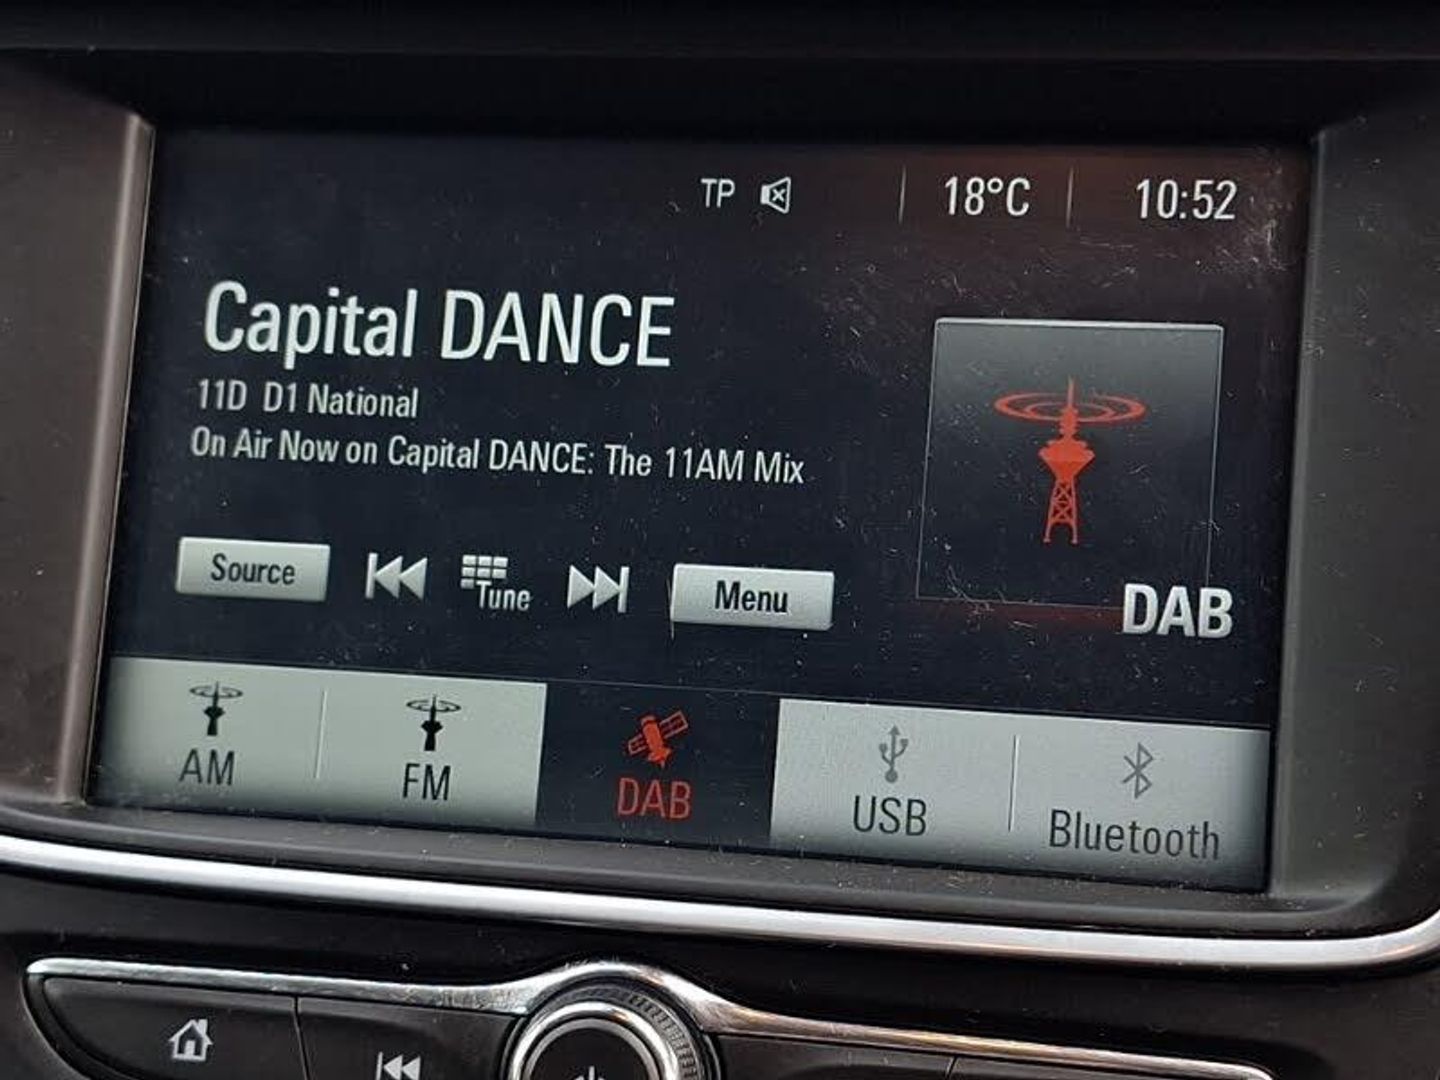 TP 18°C 10:52
Capital DANCE
11D D1 National
On Air Now on Capital DANCE: The 11AM Mix
Source Tune Menu
DAB
AM FM DAB USB Bluetooth